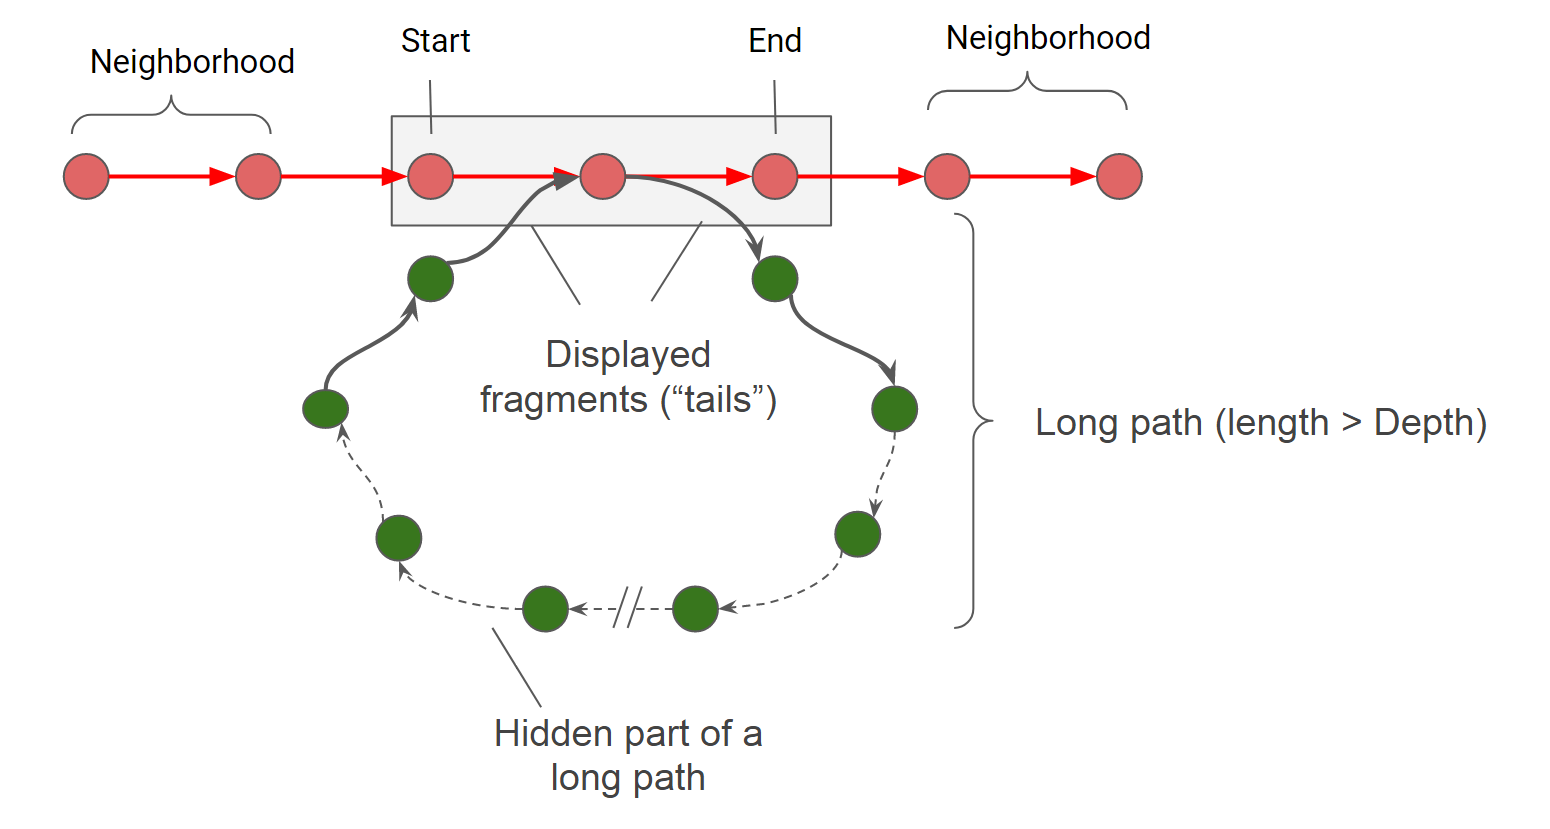 Neighborhood
Start
End
Neighborhood
Displayed
fragments (“tails”)
Long path (length > Depth)
Hidden part of a
long path